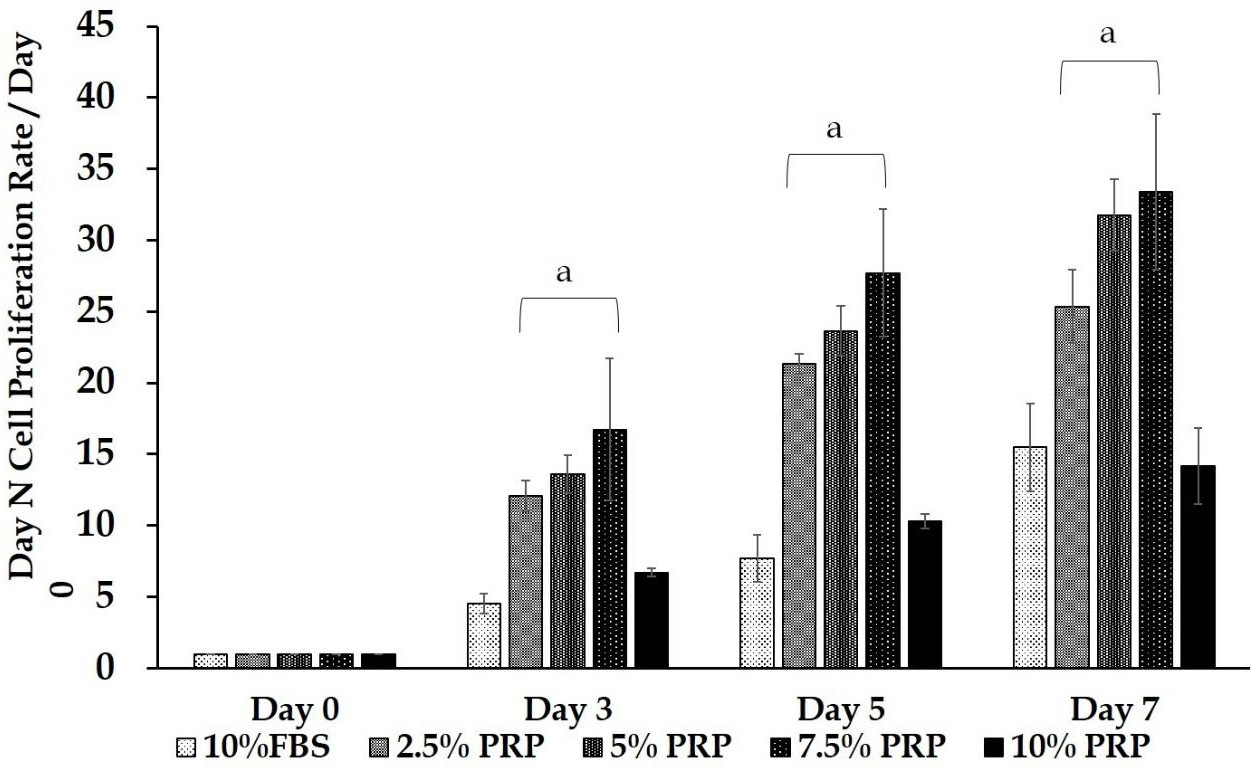 Day N Cell Proliferation Rate / Day
0
45
40
35
30
25
20
15
10
5
0
a
a
a
Day 0 Day 3 Day 5 Day 7
10%FBS 2.5% PRP 5% PRP 7.5% PRP 10% PRP